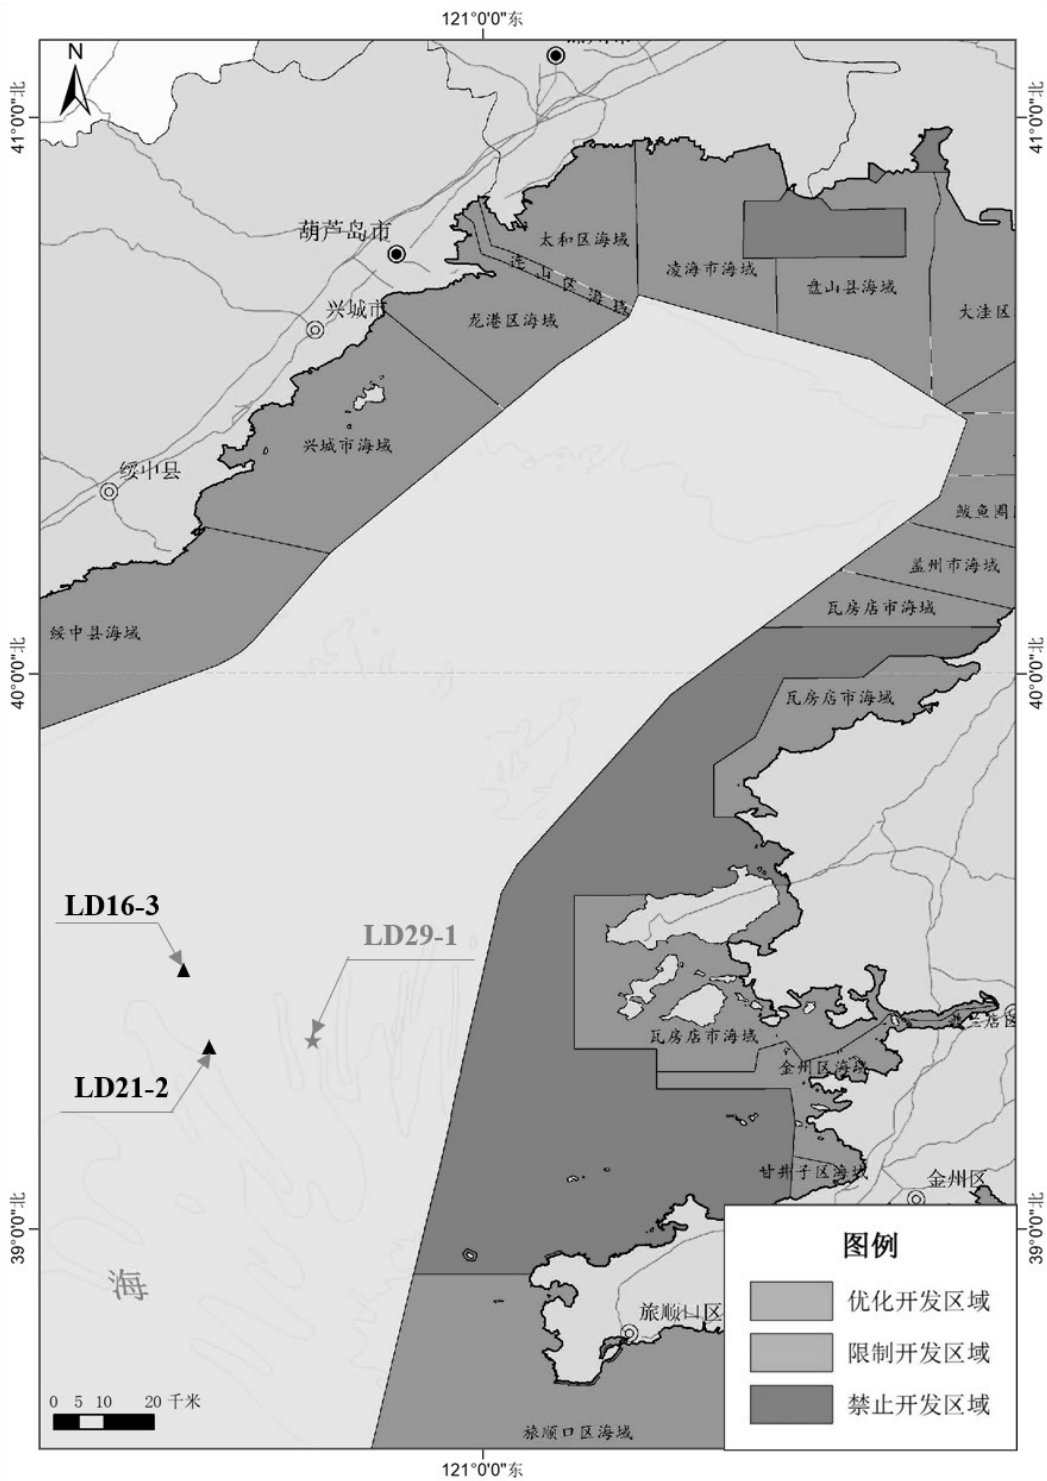 121°0'0"东
N
41°0'0"北
41°0'0"北
葫芦岛市
太和区海域
连山区海域
凌海市海域
盘山县海域
大洼区
兴城市
龙港区海域
兴城市海域
绥中县
鲅鱼圈
盖州市海域
瓦房店市海域
绥中县海域
40°0'0"北
40°0'0"北
瓦房店市海域
LD16-3
LD29-1
瓦房店市海域
普兰店区
金州区海域
LD21-2
甘井子区海域
金州区
39°0'0"北
39°0'0"北
图例
海
优化开发区域
旅顺口区
限制开发区域
禁止开发区域
0 5 10 20 千米
旅顺口区海域
121°0'0"东